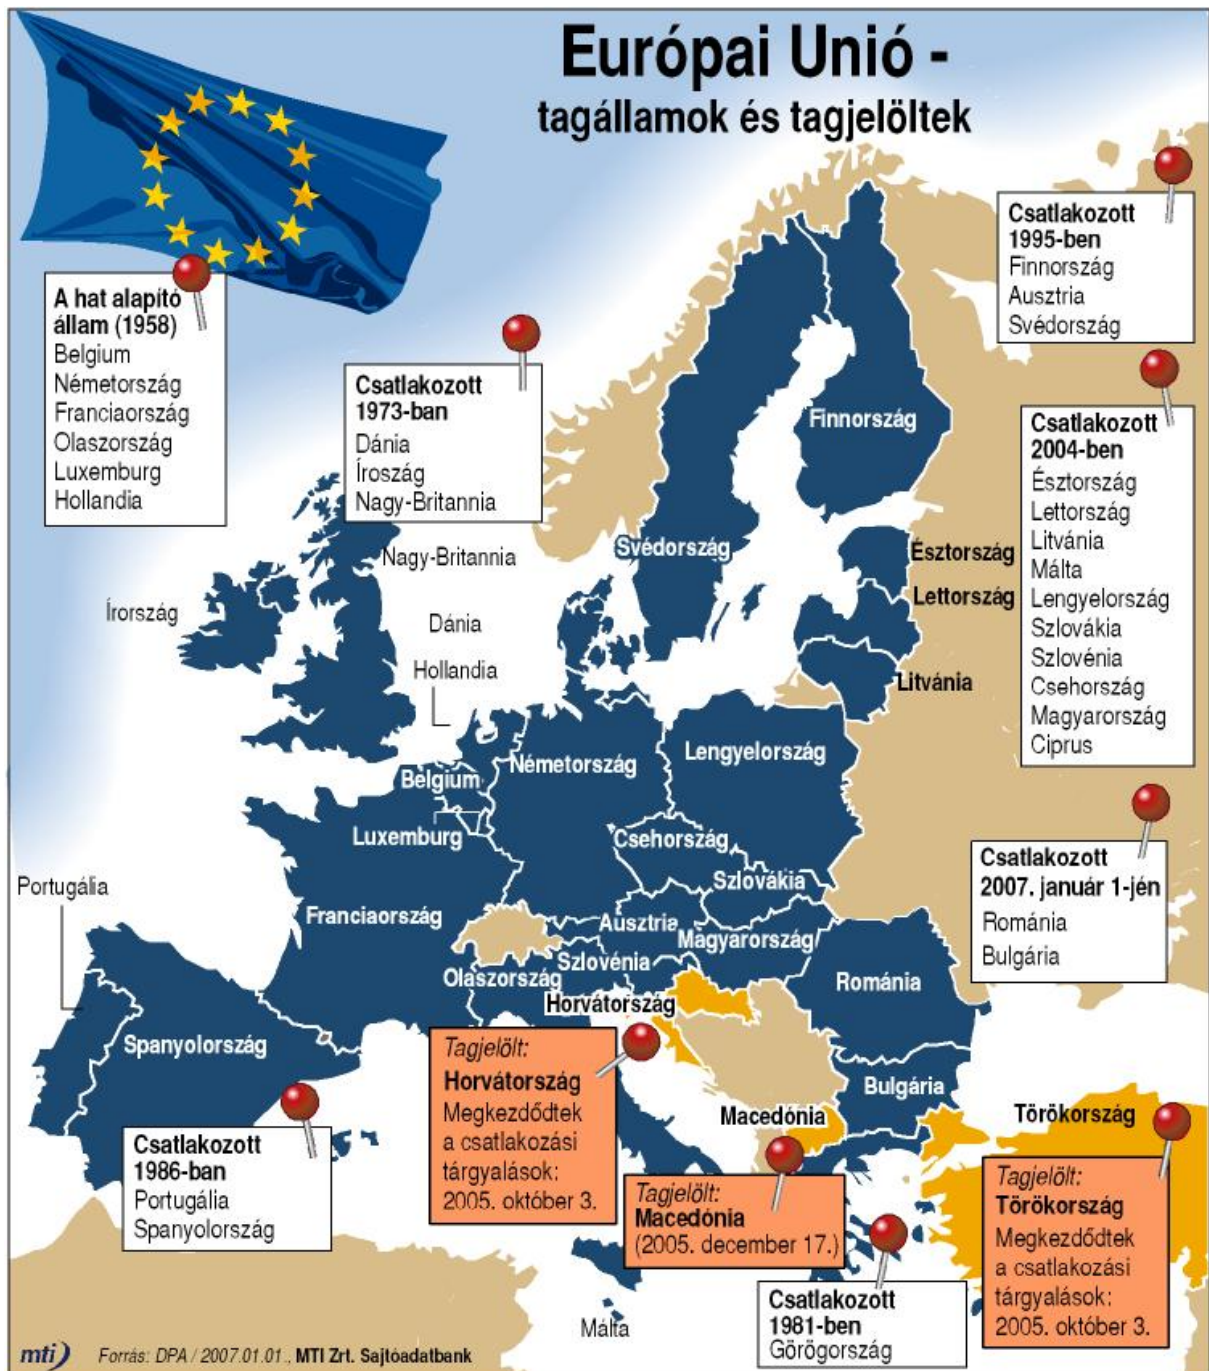 Európai Unió -
tagállamok és tagjelöltek
A hat alapító
állam (1958)
Belgium
Németország
Franciaország
Olaszország
Luxemburg
Hollandia
Csatlakozott
1973-ban
Dánia
Íroszág
Nagy-Britannia
Csatlakozott
1995-ben
Finnország
Ausztria
Svédország
Csatlakozott
2004-ben
Észtország
Lettország
Litvánia
Málta
Lengyelország
Szlovákia
Szlovénia
Csehország
Magyarország
Ciprus
Csatlakozott
2007. január 1-jén
Románia
Bulgária
Finnország
Svédország
Észtország
Lettország
Litvánia
Nagy-Britannia
Írország
Dánia
Hollandia
Belgium
Németország
Lengyelország
Luxemburg
Csehország
Szlovákia
Portugália
Franciaország
Ausztria
Magyarország
Szlovénia
Olaszország
Románia
Horvátország
Spanyolország
Bulgária
Macedónia
Törökország
Málta
Tagjelölt:
Horvátország
Megkezdődtek
a csatlakozási
tárgyalások:
2005. október 3.
Csatlakozott
1986-ban
Portugália
Spanyolország
Tagjelölt:
Macedónia
(2005. december 17.)
Tagjelölt:
Törökország
Megkezdődtek
a csatlakozási
tárgyalások:
2005. október 3.
Csatlakozott
1981-ben
Görögország
mti
Forrás: DPA / 2007.01.01., MTI Zrt. Sajtóadatbank